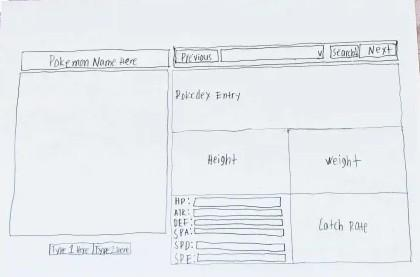 Pokemon Name Here
Previous
v
Search!
Next
Pokedex Entry
Height
Weight
HP:
ATK:
DEF:
SPA:
SPD:
SPE:
Catch Rate
Type 1 Here
Type 2 Here